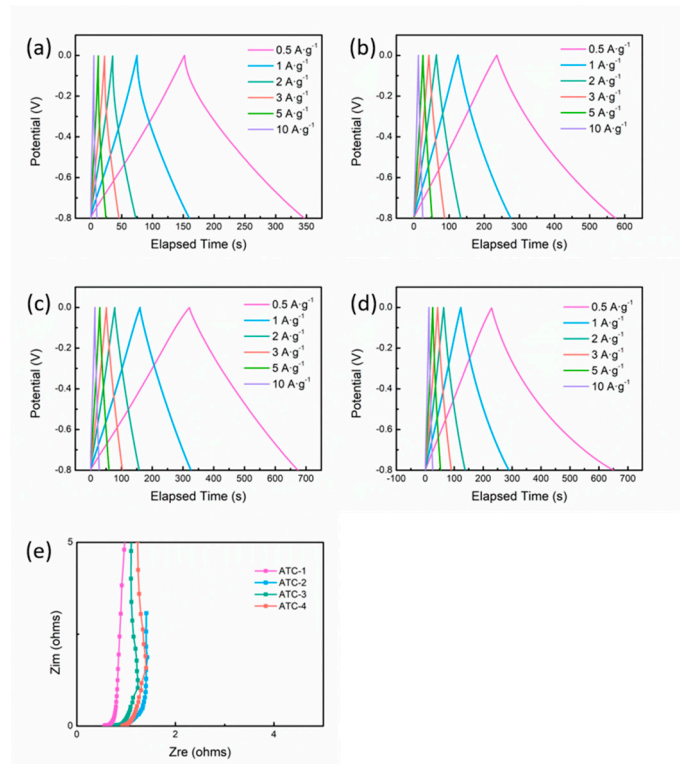 (a)
0.0
-0.2
-0.4
-0.6
-0.8
Potential (V)
0.5 A·g⁻¹
1 A·g⁻¹
2 A·g⁻¹
3 A·g⁻¹
5 A·g⁻¹
10 A·g⁻¹
0 50 100 150 200 250 300 350
Elapsed Time (s)
(b)
0.0
-0.2
-0.4
-0.6
-0.8
Potential (V)
0.5 A·g⁻¹
1 A·g⁻¹
2 A·g⁻¹
3 A·g⁻¹
5 A·g⁻¹
10 A·g⁻¹
0 100 200 300 400 500 600
Elapsed Time (s)
(c)
0.0
-0.2
-0.4
-0.6
-0.8
Potential (V)
0.5 A·g⁻¹
1 A·g⁻¹
2 A·g⁻¹
3 A·g⁻¹
5 A·g⁻¹
10 A·g⁻¹
0 100 200 300 400 500 600 700
Elapsed Time (s)
(d)
0.0
-0.2
-0.4
-0.6
-0.8
Potential (V)
0.5 A·g⁻¹
1 A·g⁻¹
2 A·g⁻¹
3 A·g⁻¹
5 A·g⁻¹
10 A·g⁻¹
-100 0 100 200 300 400 500 600 700
Elapsed Time (s)
(e)
5
0
Zim (ohms)
ATC-1
ATC-2
ATC-3
ATC-4
0 2 4
Zre (ohms)